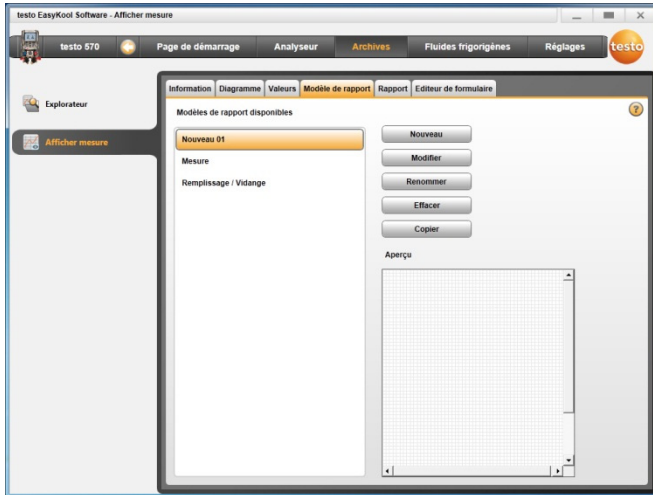 testo EasyKool Software - Afficher mesure
testo 570
Page de démarrage
Analyseur
Archives
Fluides frigorigènes
Réglages
testo
Explorateur
Afficher mesure
Information
Diagramme
Valeurs
Modèle de rapport
Rapport
Editeur de formulaire
Modèles de rapport disponibles
Nouveau 01
Mesure
Remplissage / Vidange
Nouveau
Modifier
Renommer
Effacer
Copier
Aperçu